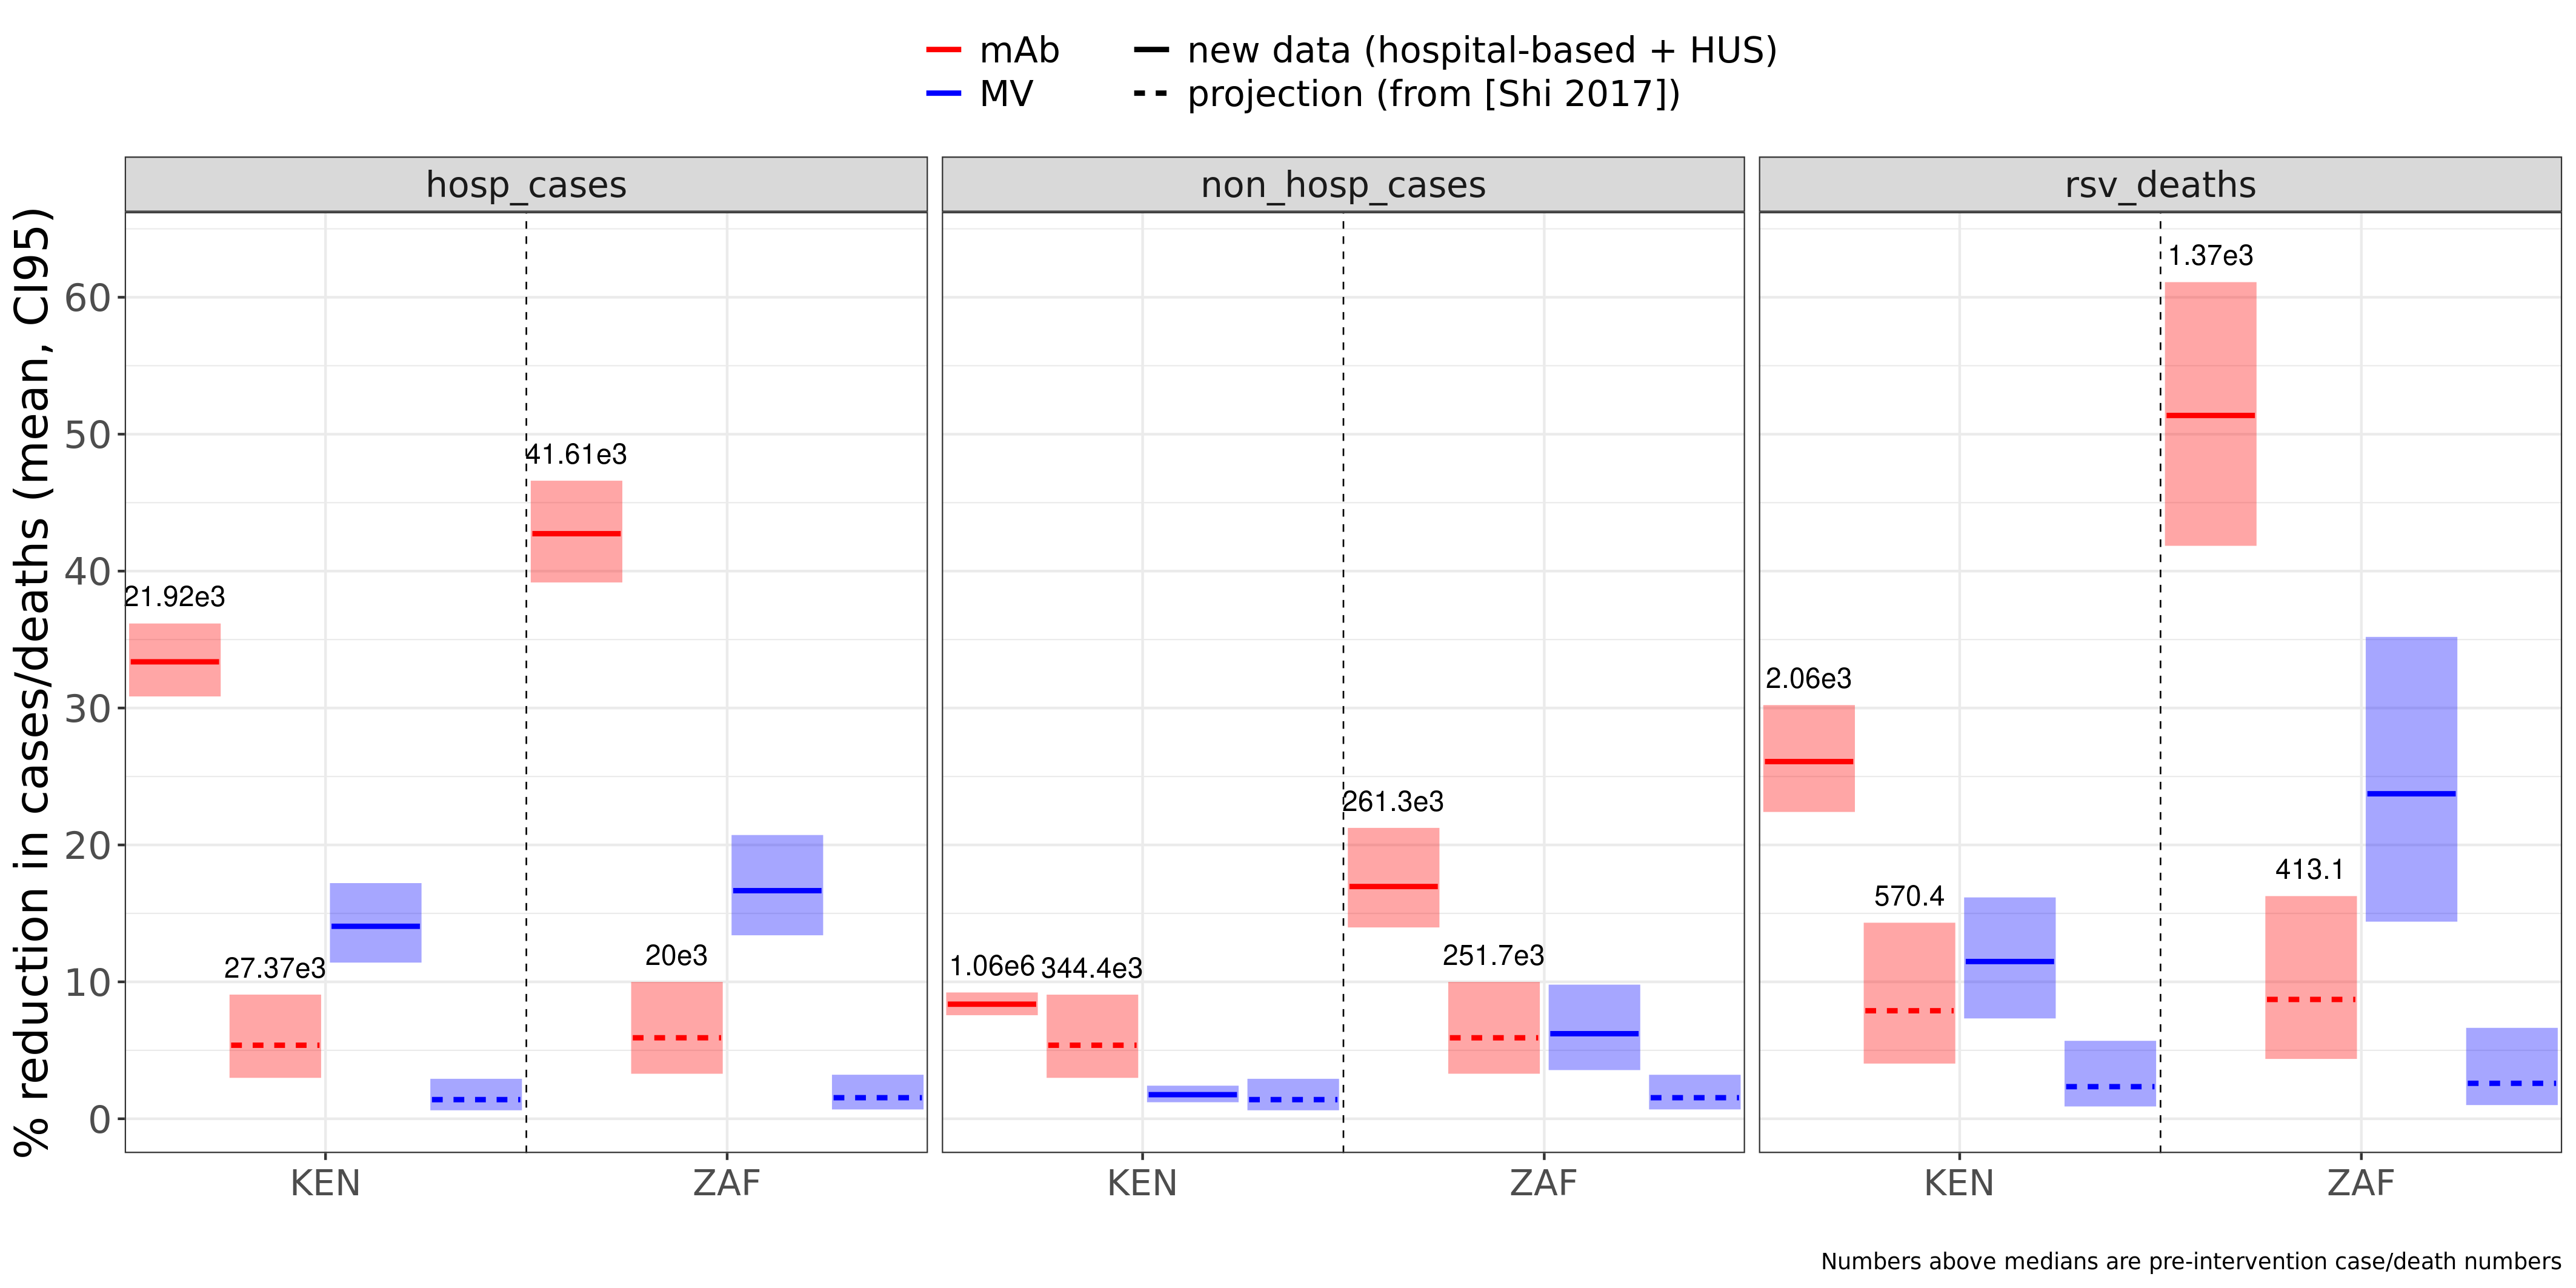 mAb
MV
new data (hospital-based + HUS)
projection (from [Shi 2017])
% reduction in cases/deaths (mean, CI95)
60
50
40
30
20
10
0
hosp_cases
21.92e3
27.37e3
41.61e3
20e3
KEN
ZAF
non_hosp_cases
1.06e6
344.4e3
261.3e3
251.7e3
KEN
ZAF
rsv_deaths
2.06e3
570.4
1.37e3
413.1
KEN
ZAF
Numbers above medians are pre-intervention case/death numbers